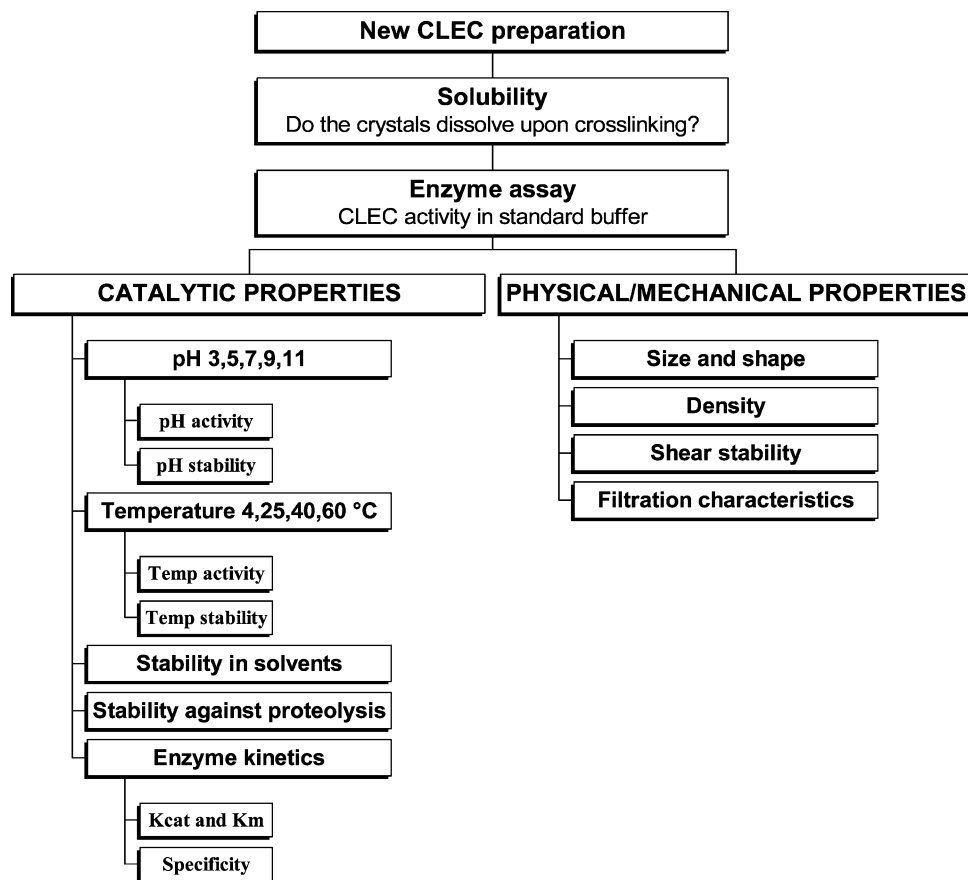 New CLEC preparation
Solubility
Do the crystals dissolve upon crosslinking?
Enzyme assay
CLEC activity in standard buffer
CATALYTIC PROPERTIES
pH 3,5,7,9,11
pH activity
pH stability
Temperature 4,25,40,60 °C
Temp activity
Temp stability
Stability in solvents
Stability against proteolysis
Enzyme kinetics
Kcat and Km
Specificity
PHYSICAL/MECHANICAL PROPERTIES
Size and shape
Density
Shear stability
Filtration characteristics